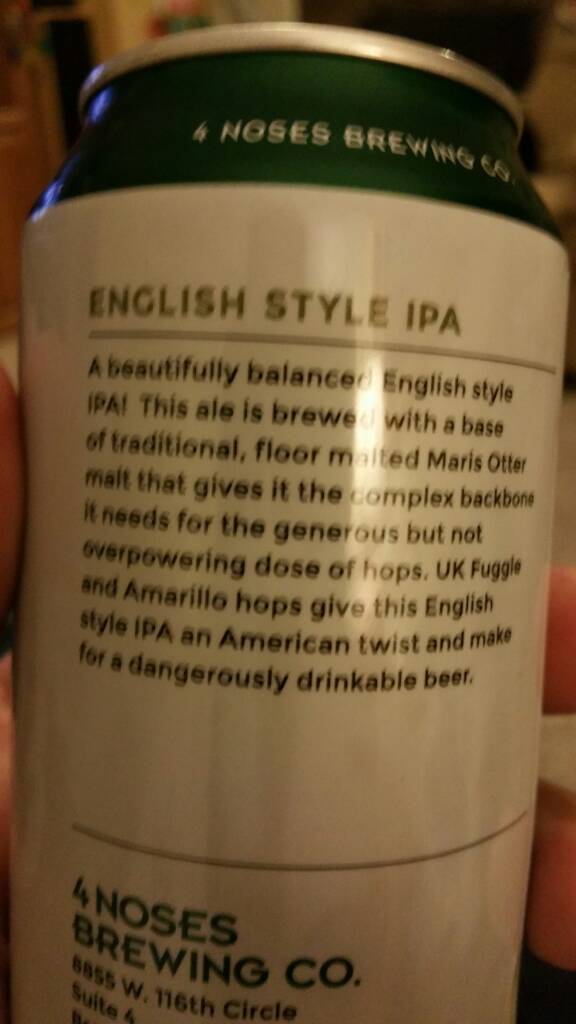 4 NOSES BREWING CO.
ENGLISH STYLE IPA
A beautifully balanced English style
IPA! This ale is brewed with a base
of traditional, floor malted Maris Otter
malt that gives it the complex backbone
it needs for the generous but not
overpowering dose of hops. UK Fuggle
and Amarillo hops give this English
style IPA an American twist and make
for a dangerously drinkable beer.
4 NOSES
BREWING CO.
8855 W. 116th Circle
Suite 4